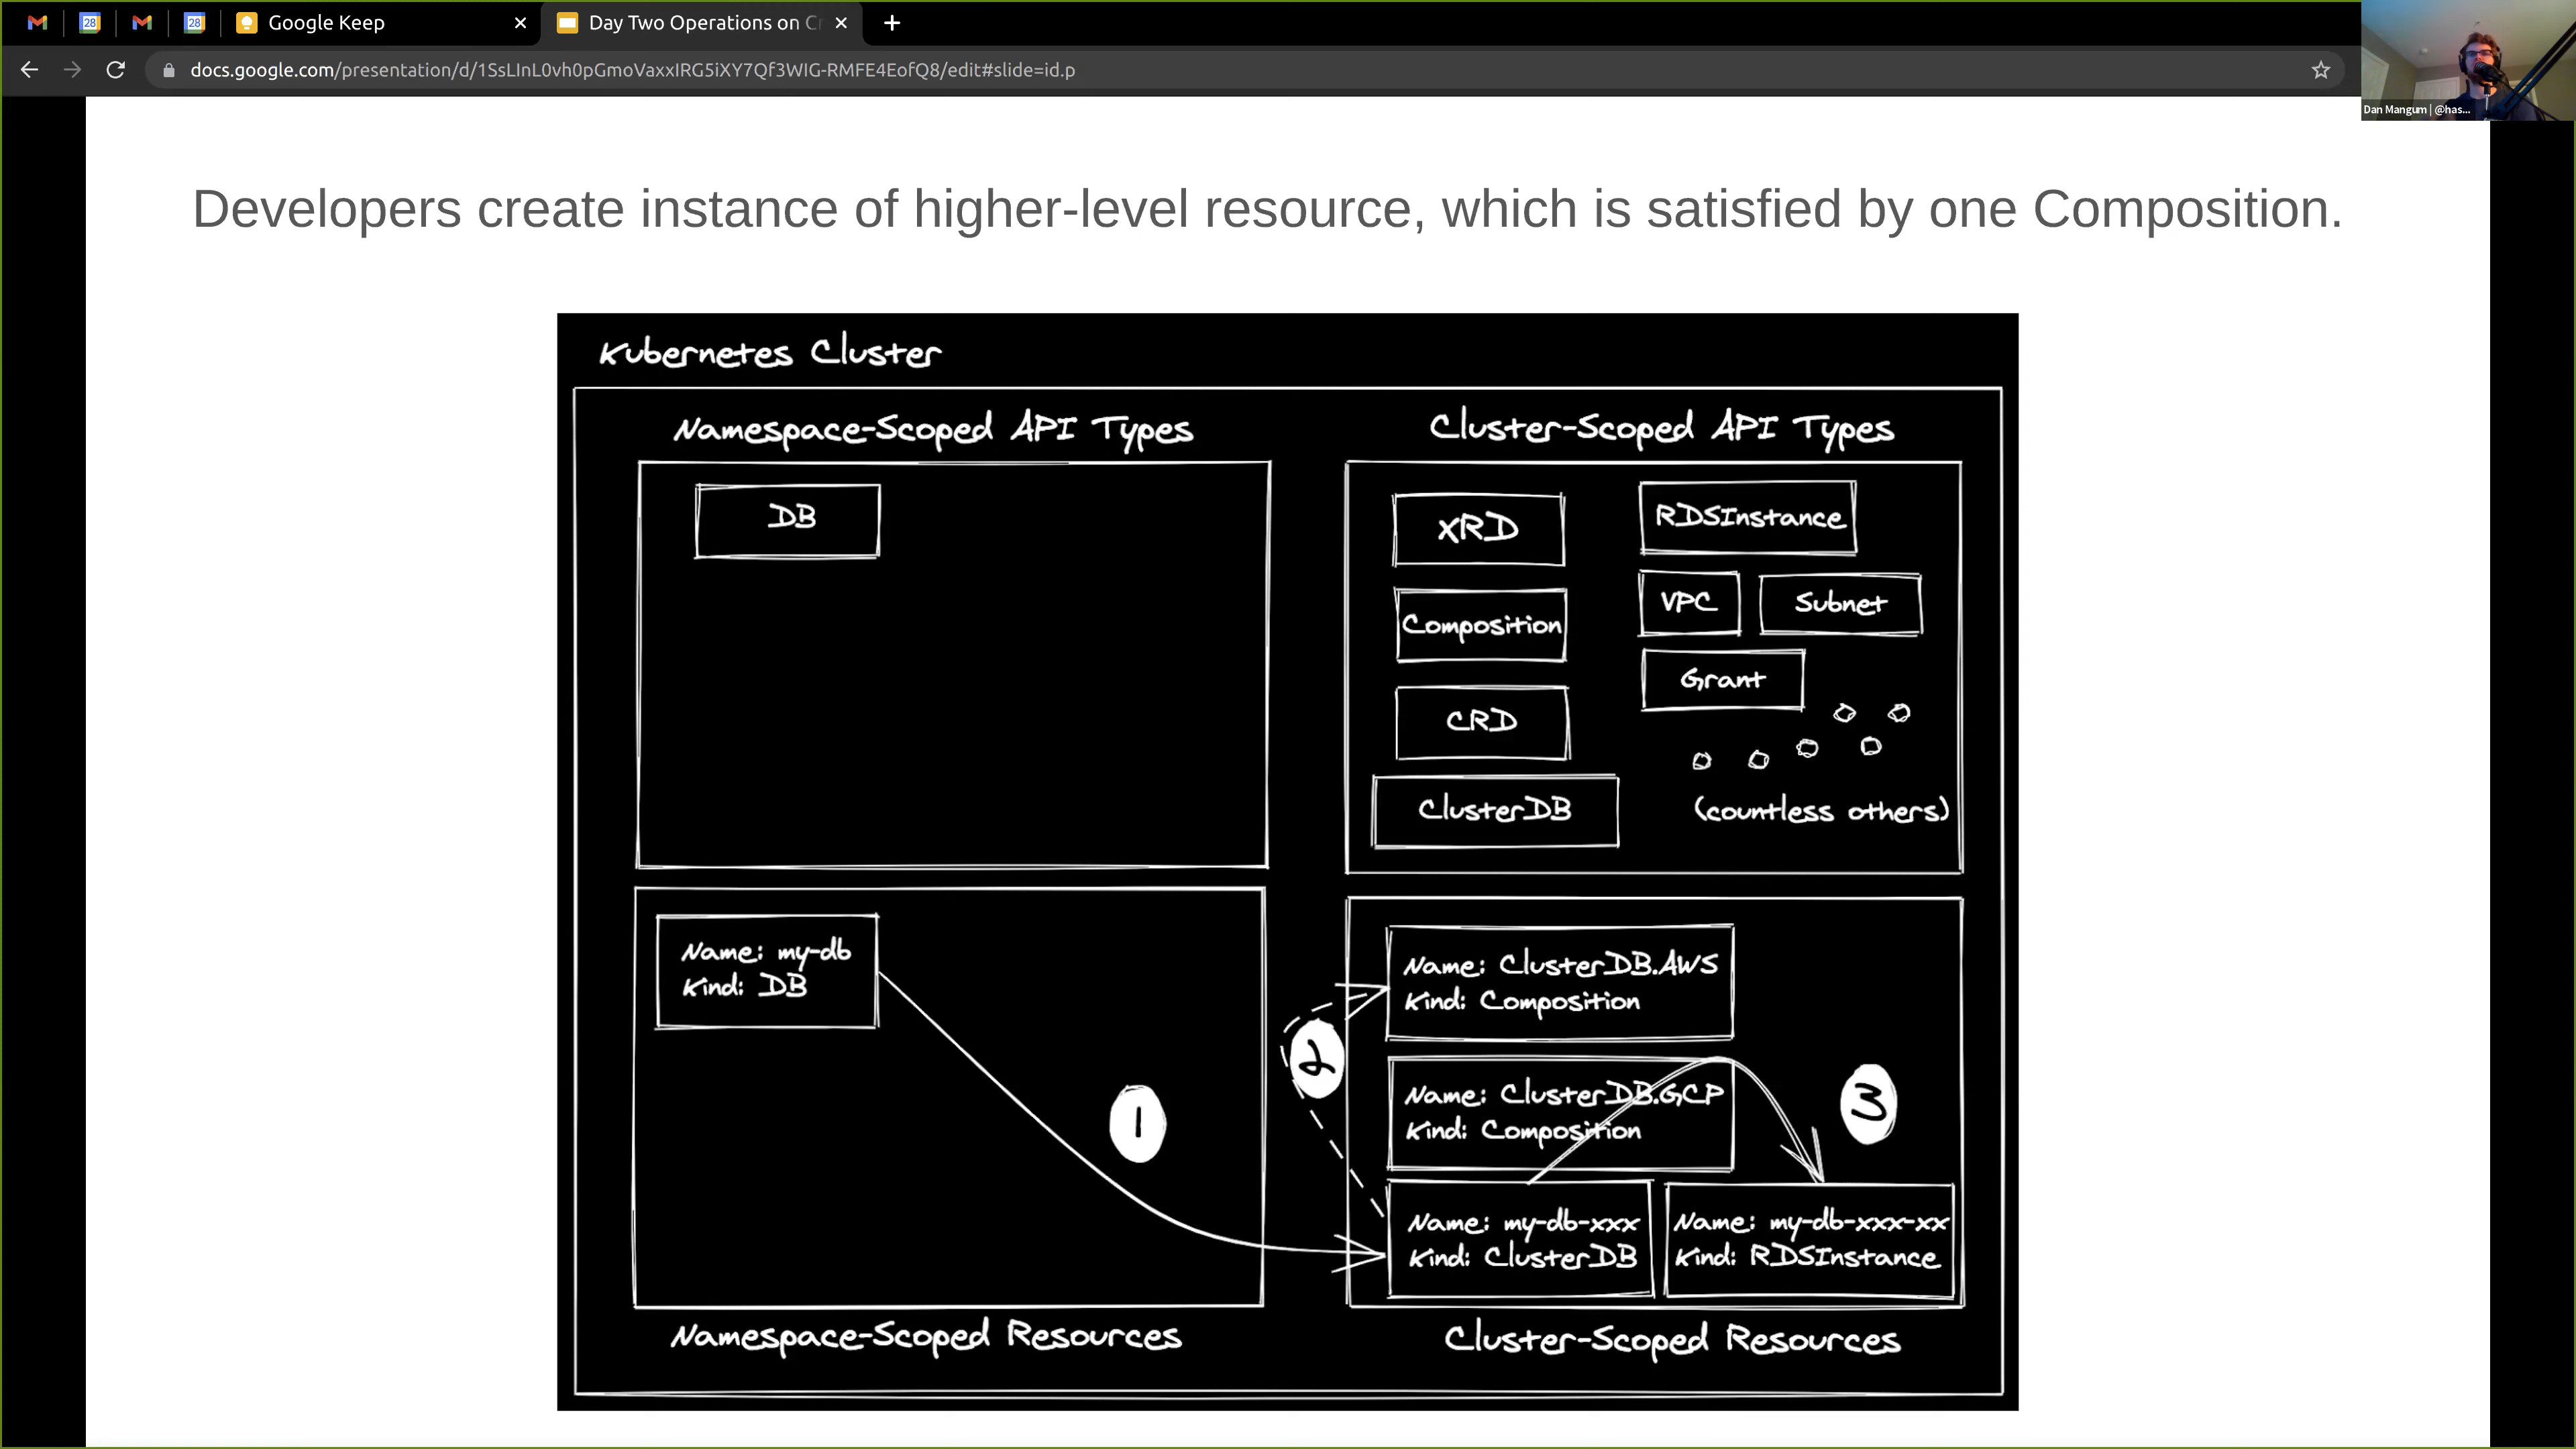 28
28
Google Keep
Day Two Operations on C
docs.google.com/presentation/d/1SsLInL0vh0pGmoVaxxIRG5iXY7Qf3WIG-RMFE4EofQ8/edit#slide=id.p
Dan Mangum | @has...
Developers create instance of higher-level resource, which is satisfied by one Composition.
Kubernetes Cluster
Namespace-Scoped API Types
DB
Cluster-Scoped API Types
XRD
RDSInstance
Composition
VPC
Subnet
Grant
CRD
ClusterDB
(countless others)
Name: my-db
Kind: DB
1
2
Name: ClusterDB.AWS
Kind: Composition
Name: ClusterDB.GCP
Kind: Composition
3
Name: my-db-xxx
Kind: ClusterDB
Name: my-db-xxx-xx
Kind: RDSInstance
Namespace-Scoped Resources
Cluster-Scoped Resources